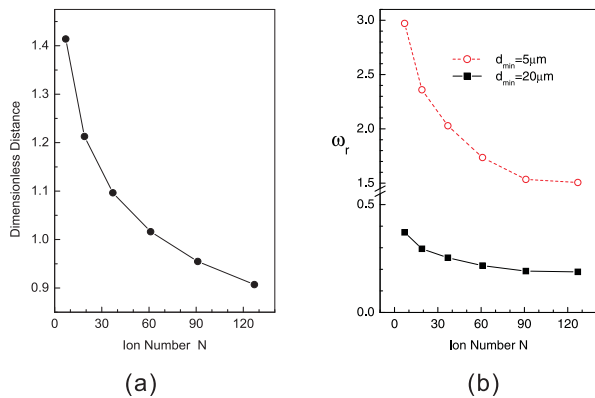 1.4
1.3
1.2
1.1
1.0
0.9
Dimensionless Distance
0 30 60 90 120
Ion Number N
(a)
3.0
2.5
2.0
1.5
0.5
0.0
ω_r
d_min=5μm
d_min=20μm
0 30 60 90 120
Ion Number N
(b)